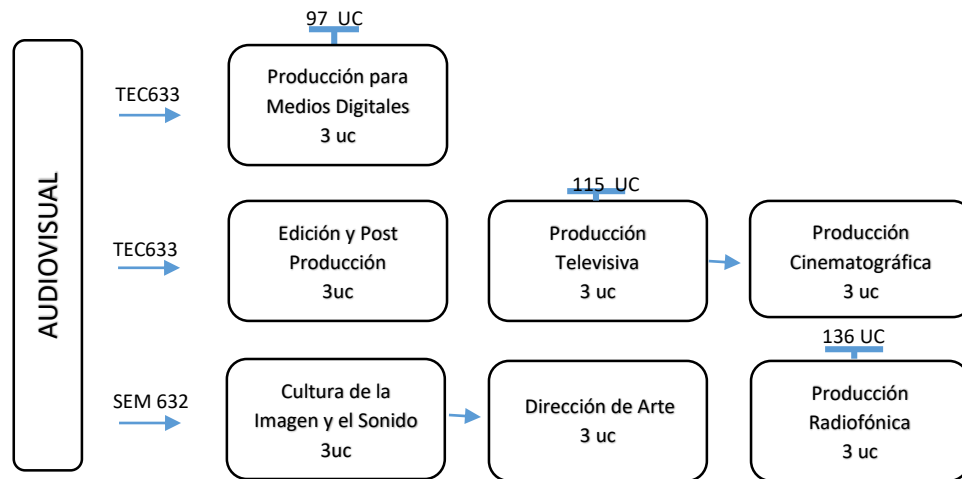 AUDIOVISUAL
97 UC
TEC633
Producción para
Medios Digitales
3 uc
TEC633
Edición y Post
Producción
3uc
115 UC
Producción
Televisiva
3 uc
Producción
Cinematográfica
3 uc
SEM 632
Cultura de la
Imagen y el Sonido
3uc
Dirección de Arte
3 uc
136 UC
Producción
Radiofónica
3 uc